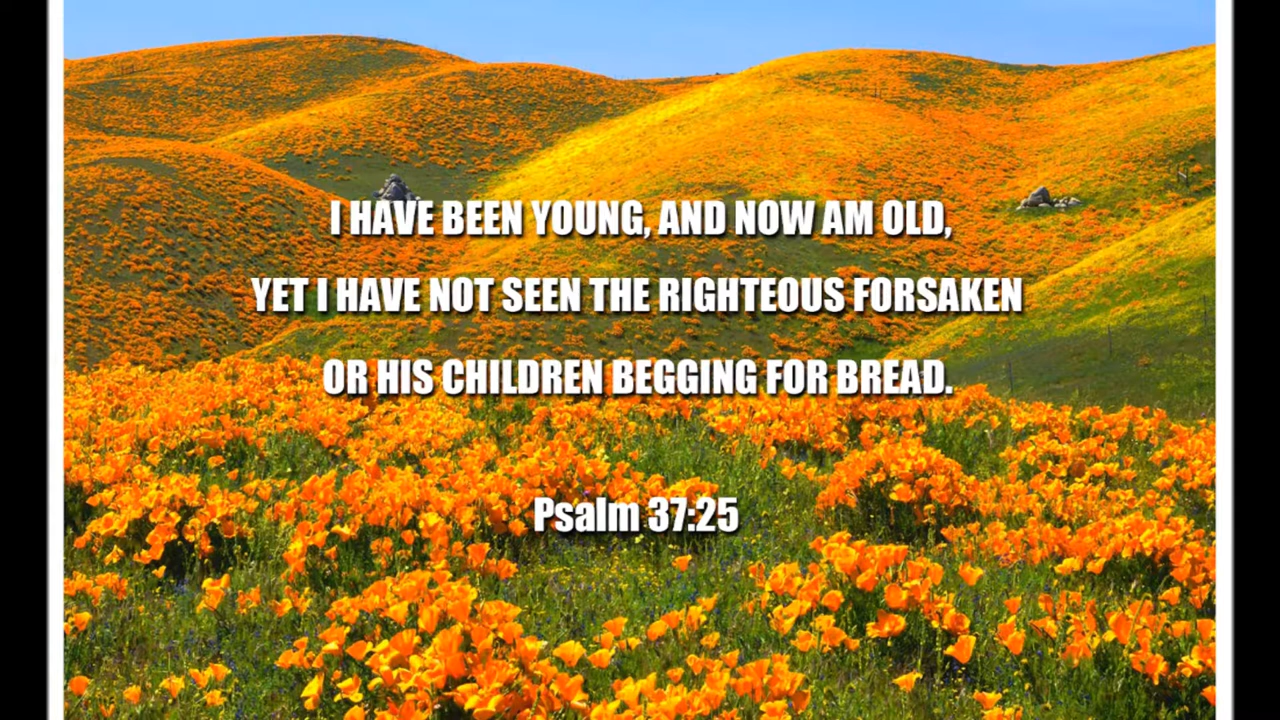 I HAVE BEEN YOUNG, AND NOW AM OLD,
YET I HAVE NOT SEEN THE RIGHTEOUS FORSAKEN
OR HIS CHILDREN BEGGING FOR BREAD.
Psalm 37:25